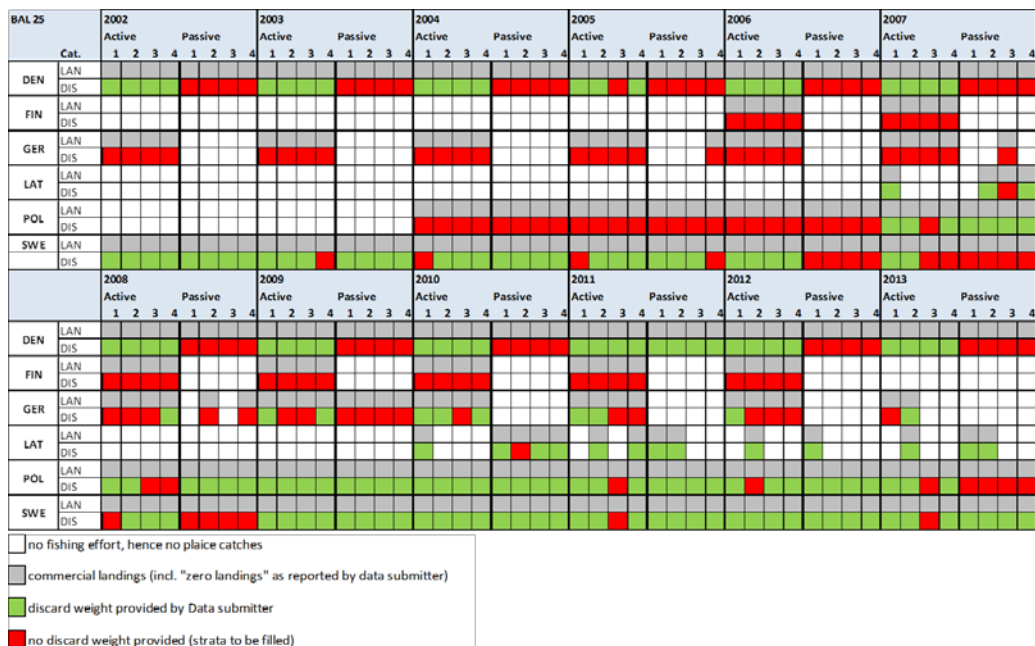 BAL 25 2002 2003 2004 2005 2006 2007
Active Passive Active Passive Active Passive Active Passive Active Passive Active Passive
Cat. 1 2 3 4 1 2 3 4 1 2 3 4 1 2 3 4 1 2 3 4 1 2 3 4 1 2 3 4 1 2 3 4 1 2 3 4 1 2 3 4 1 2 3 4 1 2 3 4
DEN LAN
DIS
FIN LAN
DIS
GER LAN
DIS
LAT LAN
DIS
POL LAN
DIS
SWE LAN
DIS
2008 2009 2010 2011 2012 2013
Active Passive Active Passive Active Passive Active Passive Active Passive Active Passive
1 2 3 4 1 2 3 4 1 2 3 4 1 2 3 4 1 2 3 4 1 2 3 4 1 2 3 4 1 2 3 4 1 2 3 4 1 2 3 4 1 2 3 4 1 2 3 4
DEN LAN
DIS
FIN LAN
DIS
GER LAN
DIS
LAT LAN
DIS
POL LAN
DIS
SWE LAN
DIS
no fishing effort, hence no plaice catches
commercial landings (incl. "zero landings" as reported by data submitter)
discard weight provided by Data submitter
no discard weight provided (strata to be filled)